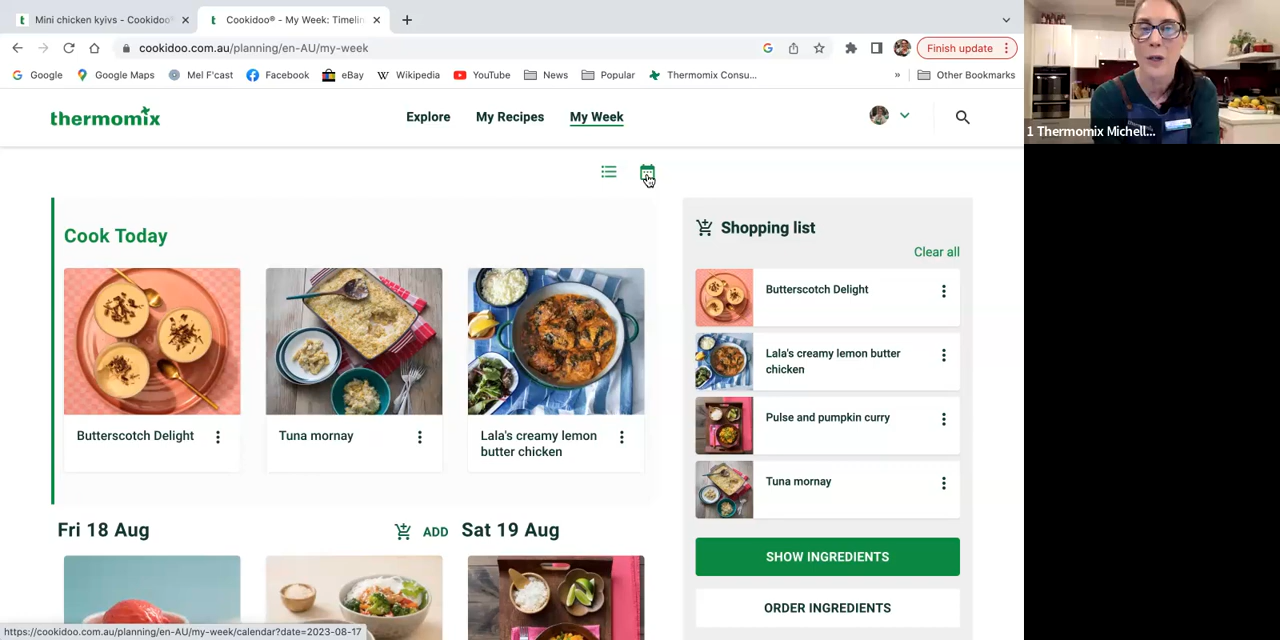 Mini chicken kyivs - Cookidoo®
Cookidoo® - My Week: Timelin
cookidoo.com.au/planning/en-AU/my-week
Finish update
Google
Google Maps
Mel F'cast
Facebook
eBay
Wikipedia
YouTube
News
Popular
Thermomix Consu...
»
Other Bookmarks
thermomix
Explore
My Recipes
My Week
1 Thermomix Michell...
Cook Today
Butterscotch Delight
Tuna mornay
Lala's creamy lemon
butter chicken
Fri 18 Aug
ADD
Sat 19 Aug
Shopping list
Clear all
Butterscotch Delight
Lala's creamy lemon butter
chicken
Pulse and pumpkin curry
Tuna mornay
SHOW INGREDIENTS
ORDER INGREDIENTS
https://cookidoo.com.au/planning/en-AU/my-week/calendar?date=2023-08-17